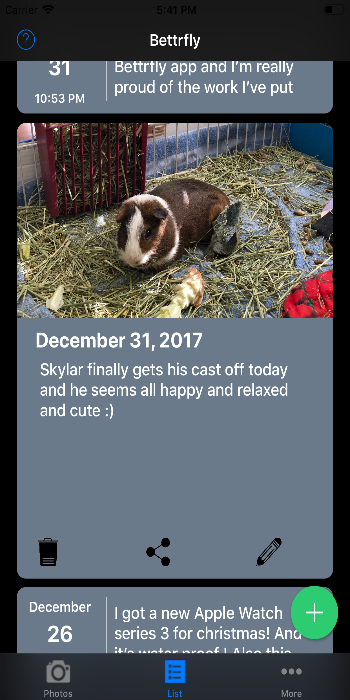 Carrier
5:41 PM
?
Bettrfly
31
10:53 PM
Bettrfly app and I'm really
proud of the work I've put
December 31, 2017
Skylar finally gets his cast off today
and he seems all happy and relaxed
and cute :)
December
26
I got a new Apple Watch
series 3 for christmas! And
it's water proof ! Also this
Photos
List
More